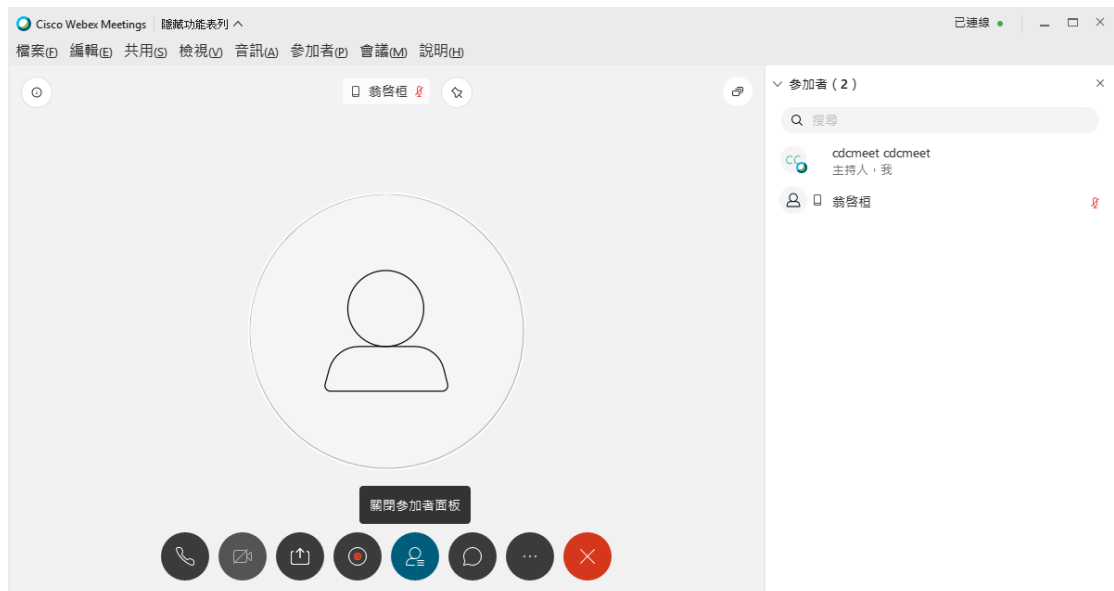 Cisco Webex Meetings 隱藏功能表列 已連線
檔案(F) 編輯(E) 共用(S) 檢視(V) 音訊(A) 參加者(P) 會議(M) 說明(H)
翁啓桓
參加者 ( 2 )
搜尋
CC cdcmeet cdcmeet
主持人，我
翁啓桓
關閉參加者面板